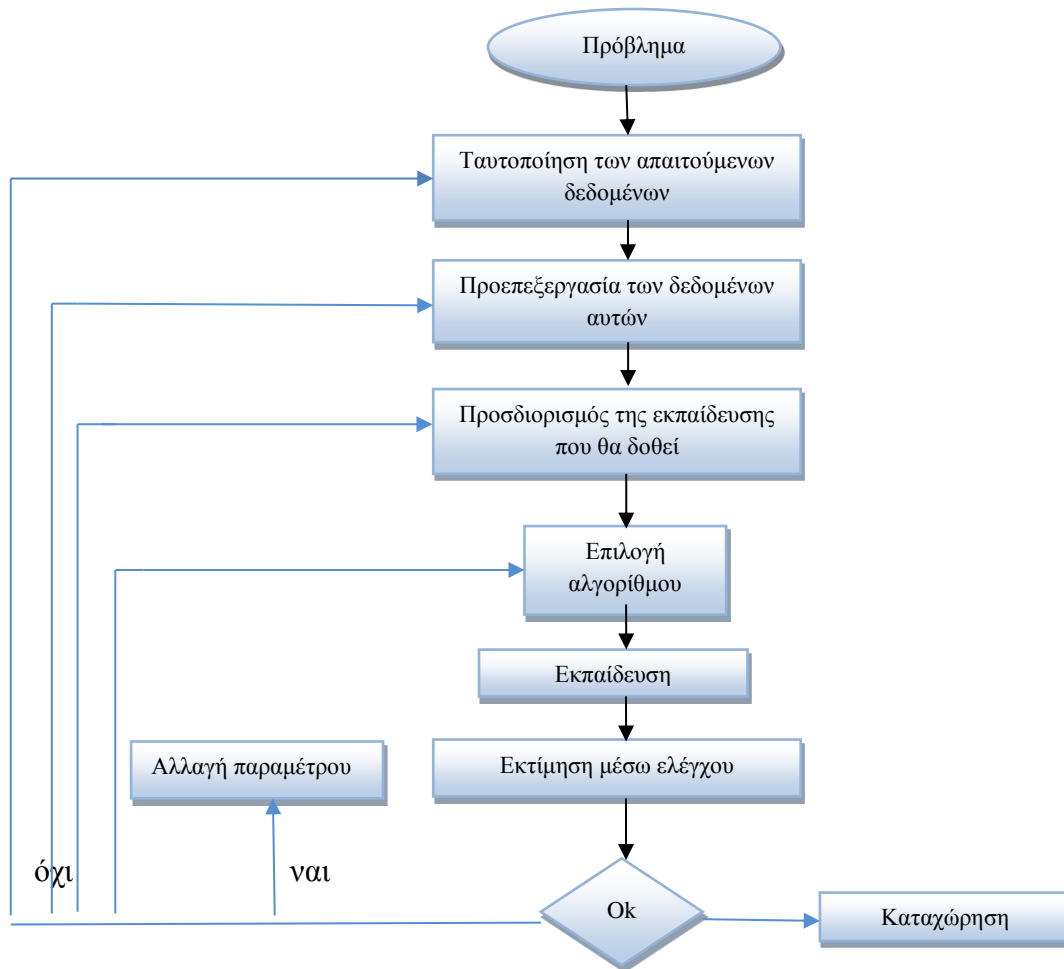 Πρόβλημα
Ταυτοποίηση των απαιτούμενων
δεδομένων
Προεπεξεργασία των δεδομένων
αυτών
Προσδιορισμός της εκπαίδευσης
που θα δοθεί
Επιλογή
αλγορίθμου
Εκπαίδευση
Αλλαγή παραμέτρου
Εκτίμηση μέσω ελέγχου
όχι
ναι
Ok
Καταχώρηση